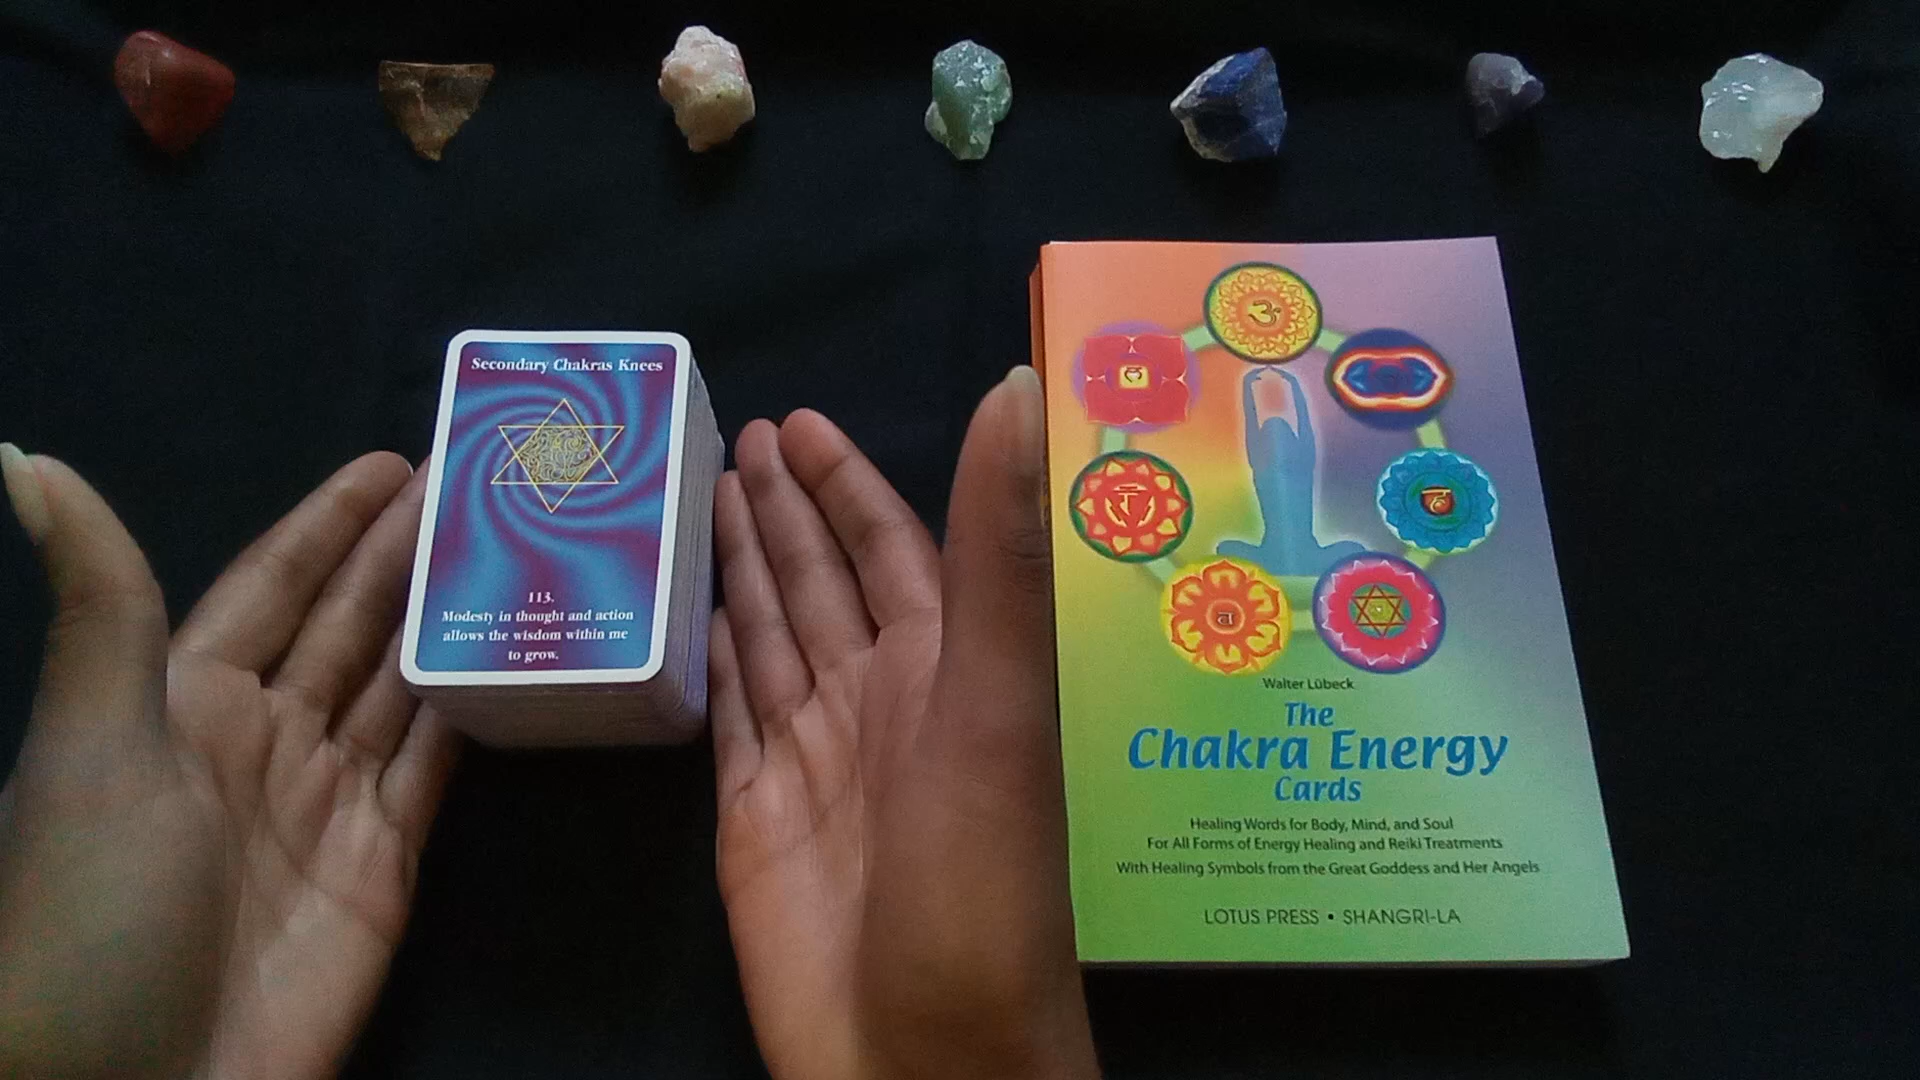 Secondary Chakras Knees
113.
Modesty in thought and action
allows the wisdom within me
to grow.
ॐ
Walter Lübeck
The
Chakra Energy
Cards
Healing Words for Body, Mind, and Soul
For All Forms of Energy Healing and Reiki Treatments
With Healing Symbols from the Great Goddess and Her Angels
LOTUS PRESS • SHANGRI-LA